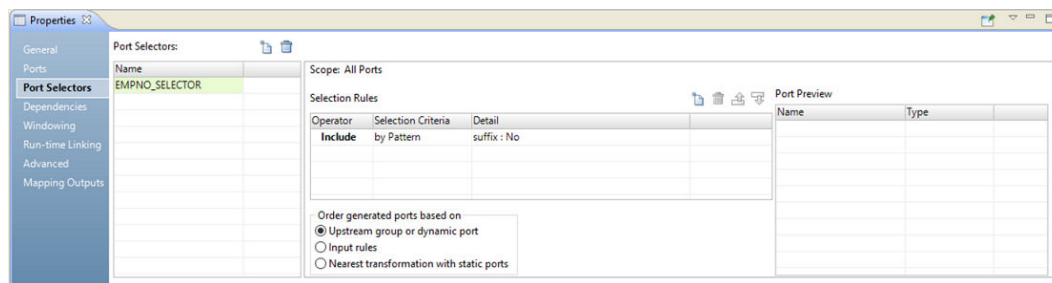 Properties
General
Ports
Port Selectors
Dependencies
Windowing
Run-time Linking
Advanced
Mapping Outputs
Port Selectors:
Name
EMPNO_SELECTOR
Scope: All Ports
Selection Rules
Operator Selection Criteria Detail
Include by Pattern suffix : No
Order generated ports based on
Upstream group or dynamic port
Input rules
Nearest transformation with static ports
Port Preview
Name Type